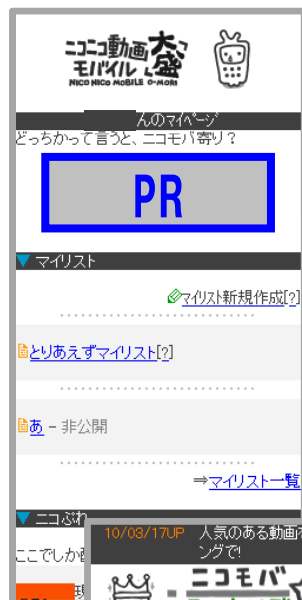 ニコニコ動画
モバイル 大盛
NICO NICO MOBILE O-MORI
んのマイページ
どっちかって言うと、ニコモバ寄り？
PR
▼ マイリスト
マイリスト新規作成[?]
とりあえずマイリスト[?]
あ - 非公開
⇒マイリスト一覧
▼ ニコぷれ
ここでしか
10/03/17UP 人気のある動画
ングで!
ニコモバ